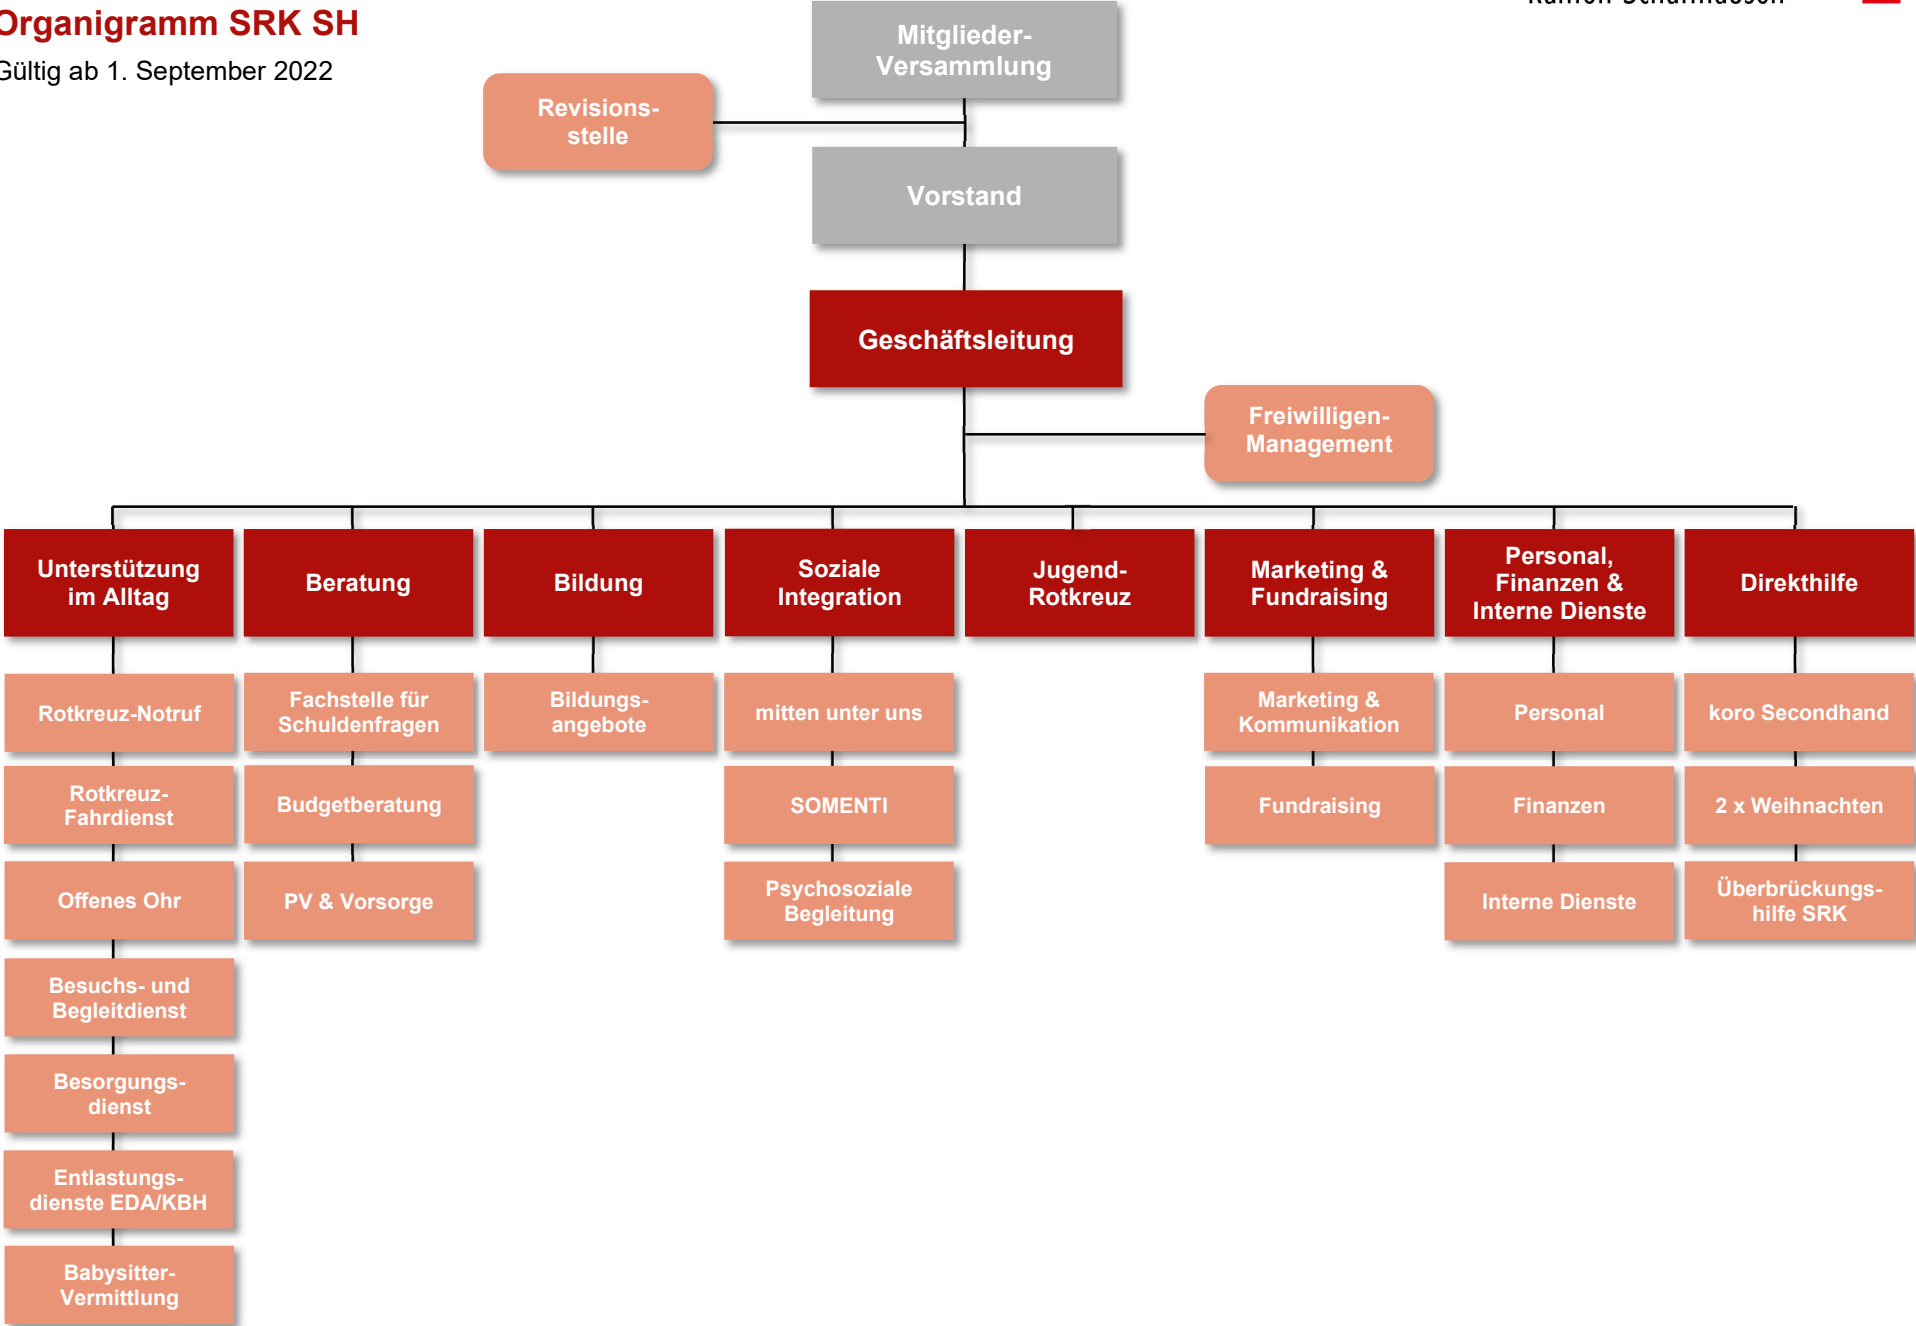 Organigramm SRK SH
Gültig ab 1. September 2022
Mitglieder-
Versammlung
Revisions-
stelle
Vorstand
Geschäftsleitung
Freiwilligen-
Management
Unterstützung
im Alltag
Beratung
Bildung
Soziale
Integration
Jugend-
Rotkreuz
Marketing &
Fundraising
Personal,
Finanzen &
Interne Dienste
Direkthilfe
Rotkreuz-Notruf
Fachstelle für
Schuldenfragen
Bildungs-
angebote
mitten unter uns
Marketing &
Kommunikation
Personal
koro Secondhand
Rotkreuz-
Fahrdienst
Budgetberatung
SOMENTI
Fundraising
Finanzen
2 x Weihnachten
Offenes Ohr
PV & Vorsorge
Psychosoziale
Begleitung
Interne Dienste
Überbrückungs-
hilfe SRK
Besuchs- und
Begleitdienst
Besorgungs-
dienst
Entlastungs-
dienste EDA/KBH
Babysitter-
Vermittlung